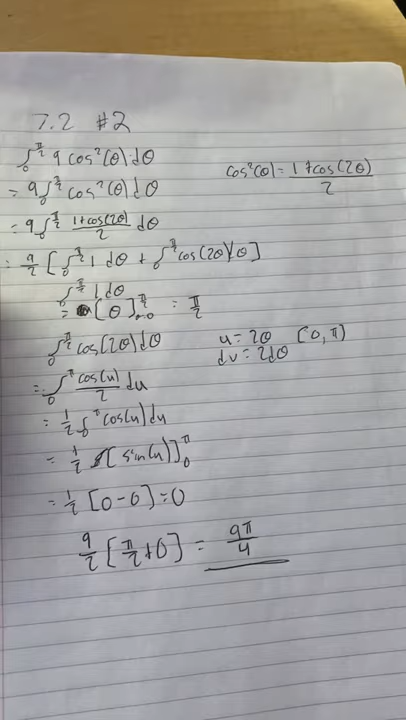 7.2 #2
∫₀^(π/2) 9 cos²(θ) dθ
= 9 ∫₀^(π/2) cos²(θ) dθ
cos²(θ) = (1+cos(2θ))/2
= 9 ∫₀^(π/2) (1+cos(2θ))/2 dθ
= 9/2 [∫₀^(π/2) 1 dθ + ∫₀^(π/2) cos(2θ) dθ]
∫₀^(π/2) 1 dθ
= [θ]₀^(π/2) = π/2
∫₀^(π/2) cos(2θ) dθ
u = 2θ [0, π]
du = 2dθ
= ∫₀^π cos(u)/2 du
= 1/2 ∫₀^π cos(u) du
= 1/2 [sin(u)]₀^π
= 1/2 [0-0] = 0
9/2 [π/2 + 0] = 9π/4